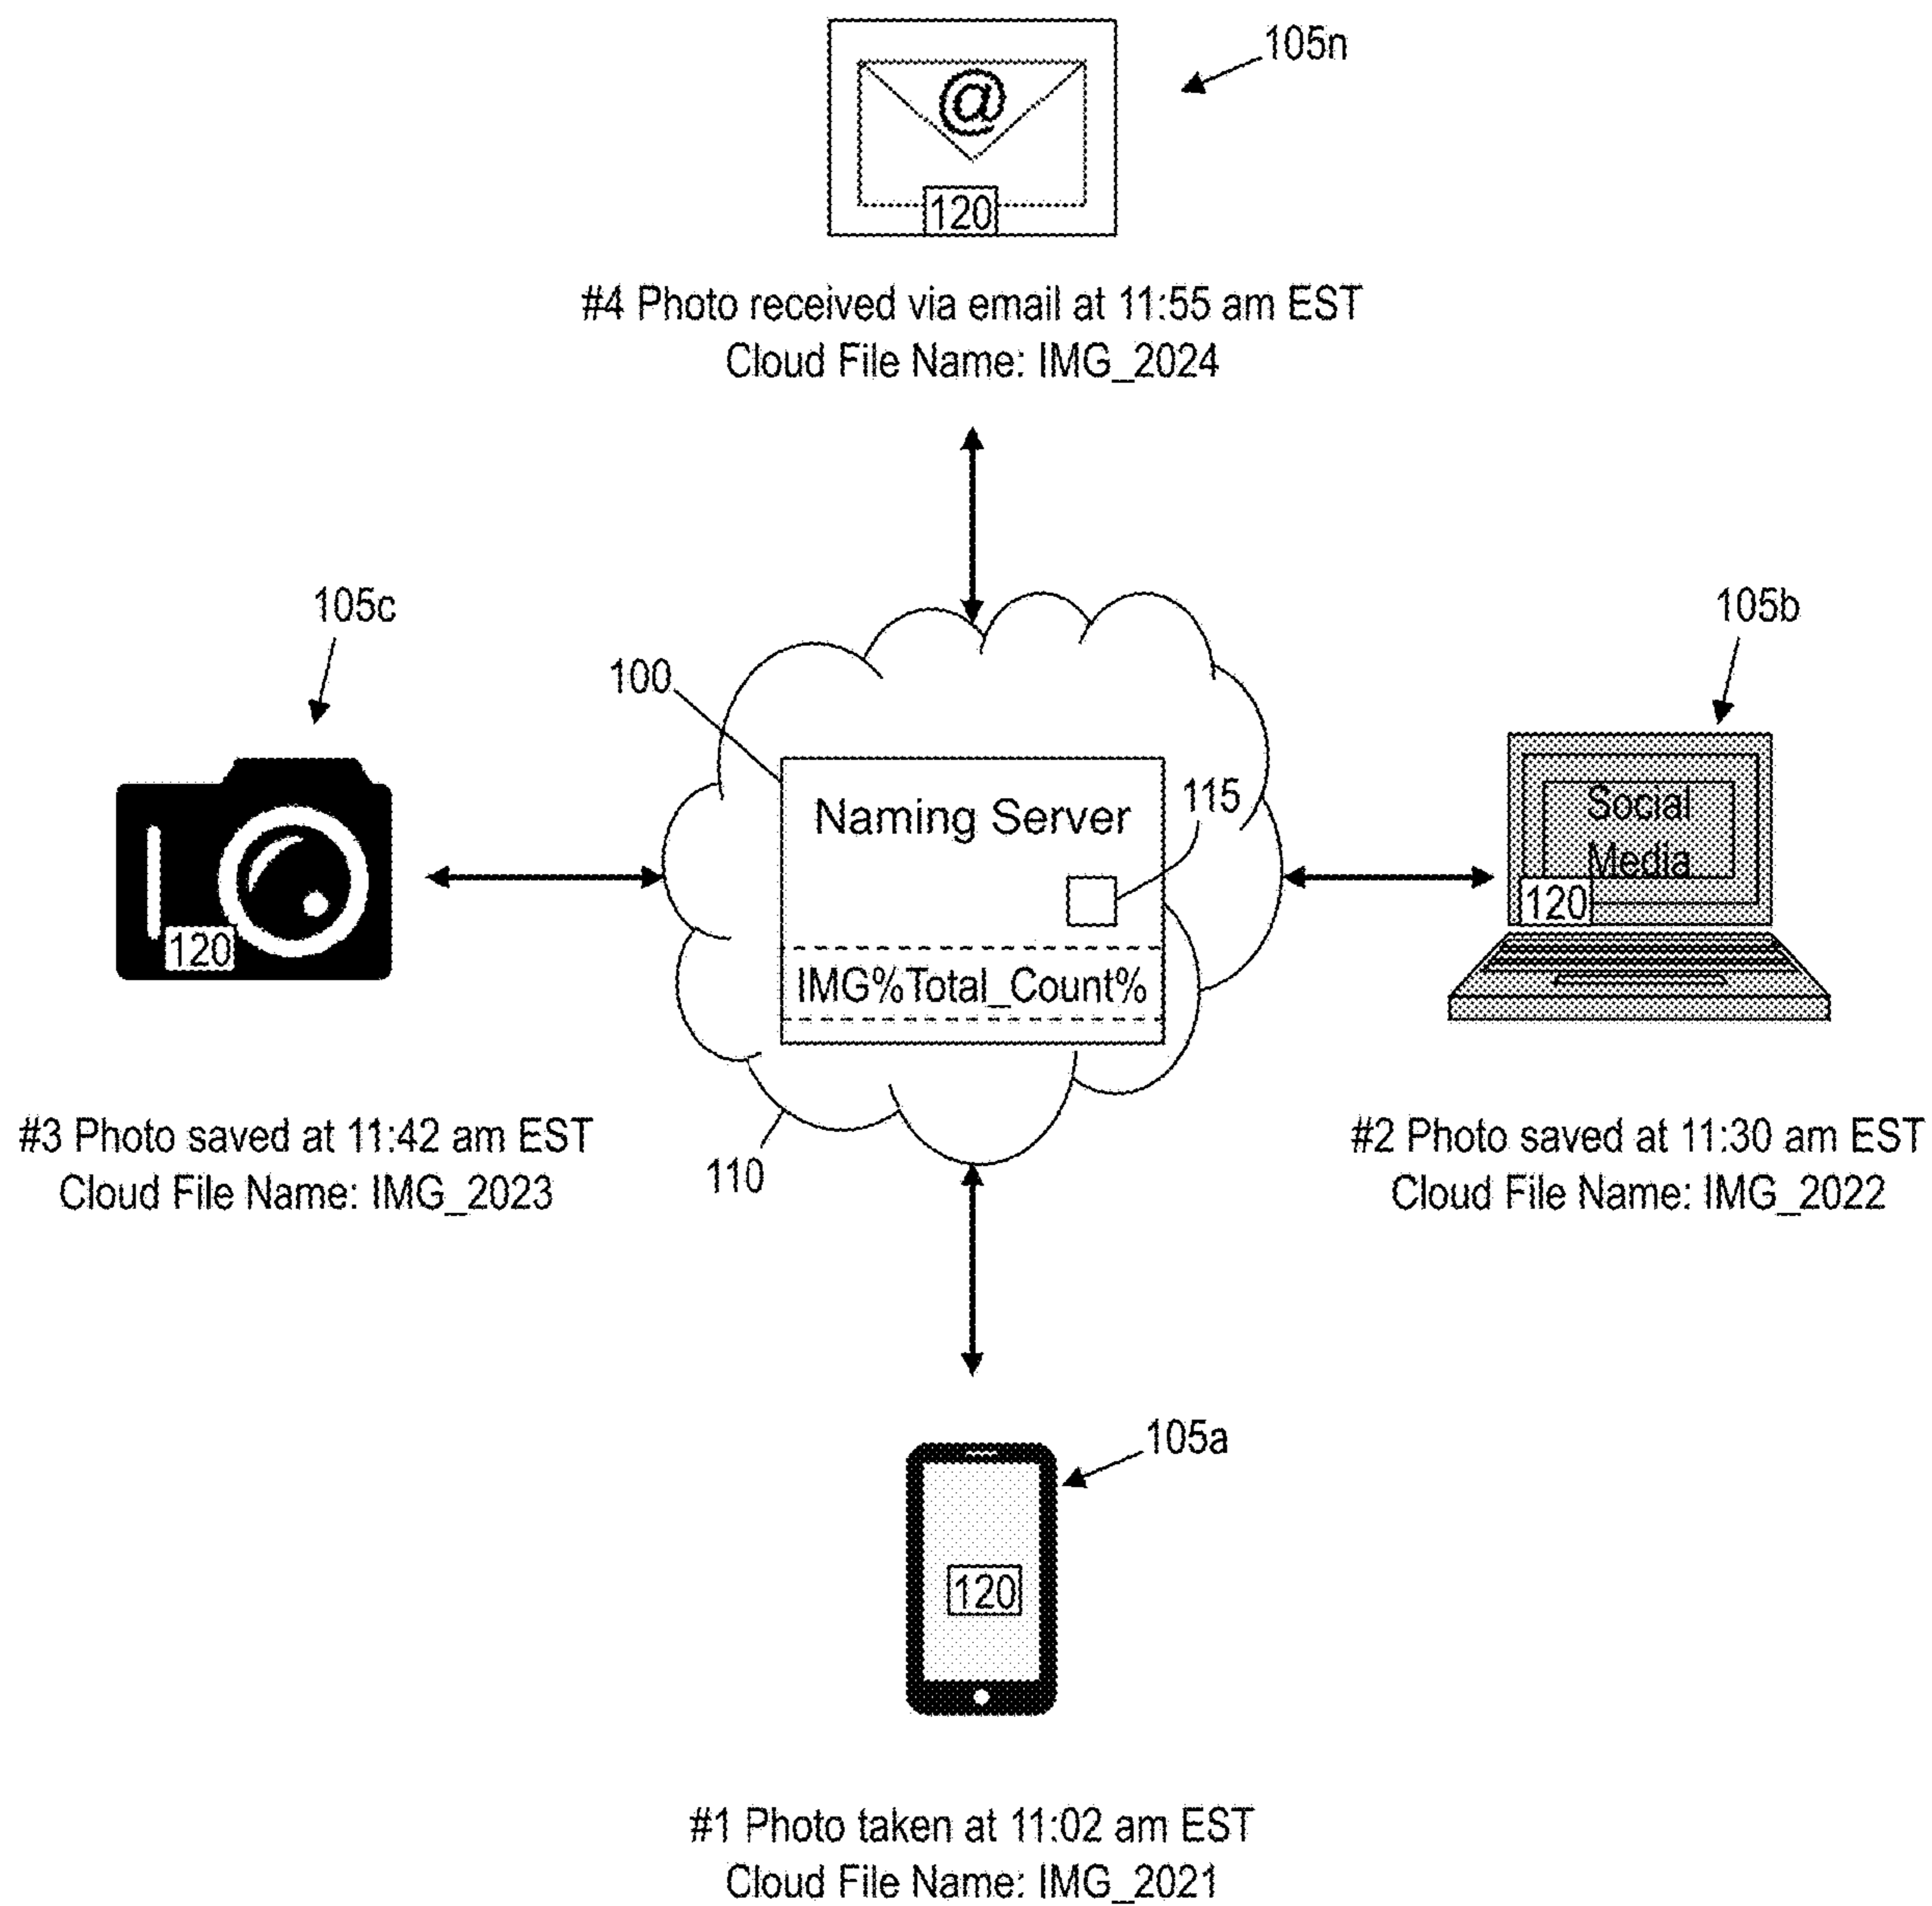 105n
@
120
#4 Photo received via email at 11:55 am EST
Cloud File Name: IMG_2024
105c
105b
100
Naming Server
115
IMG%Total_Count%
110
120
Social
Media
120
#3 Photo saved at 11:42 am EST
Cloud File Name: IMG_2023
#2 Photo saved at 11:30 am EST
Cloud File Name: IMG_2022
105a
120
#1 Photo taken at 11:02 am EST
Cloud File Name: IMG_2021